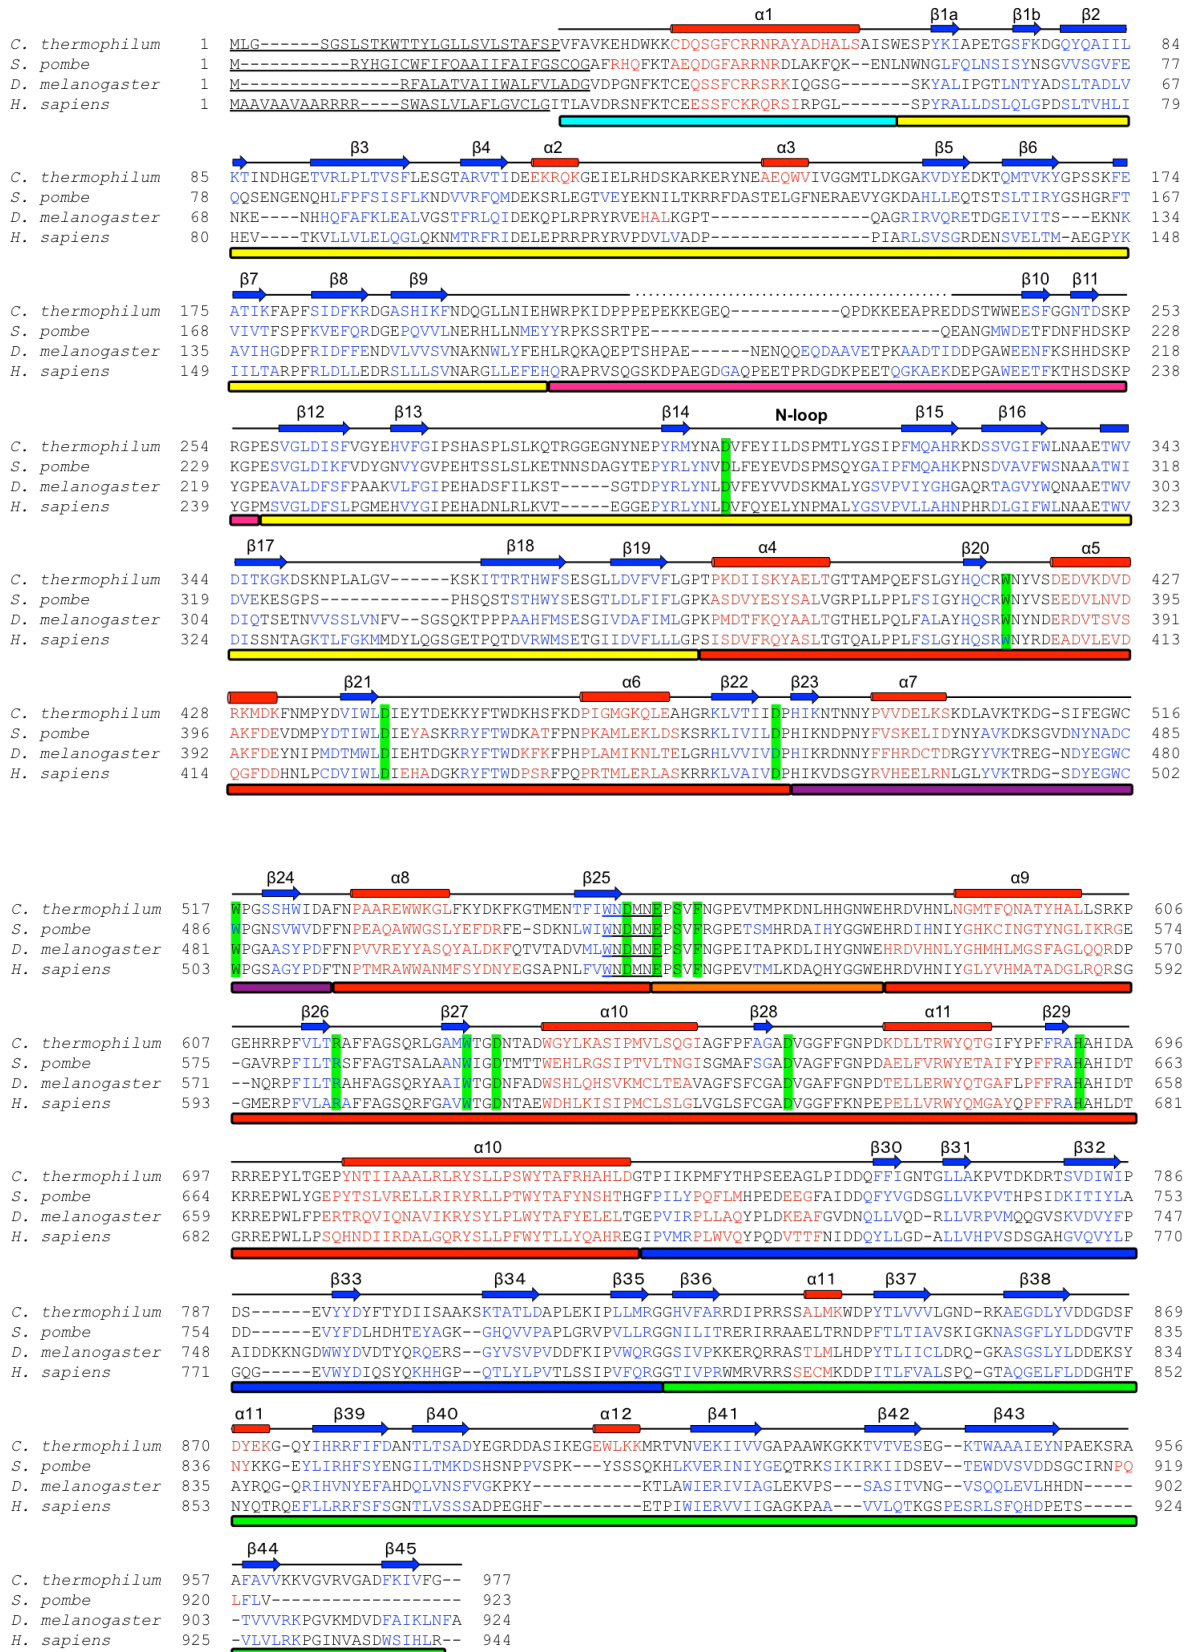 α1 β1a β1b β2
C. thermophilum 1 MLG------SGSLSTKWTTYLGLLSVLSTAFSPVFAVKEHDWKKCDQSGFCRRNRAYADHALSAISWESPYKIAPETGSFKDGQYQAIIL 84
S. pombe 1 M-----------RYHGICWFIFQAAIIFAIFGSCQGAFRHQFKTAEQDGFARRNRDLAKFQK--ENLNWNGLFQLNSISYNSGVVSGVFE 77
D. melanogaster 1 M----------------RFALATVAIIWALFVLADGVDPGNFKTCEQSSFCRRSRKIQGSG-------SKYALIPGTLNTYADSLTADLV 67
H. sapiens 1 MAAVAAVAARRRR----SWASLVLAFLGVCLGITLAVDRSNFKTCEESSFCKRQRSIRPGL-------SPYRALLDSLQLGPDSLTVHLI 79
β3 β4 α2 α3 β5 β6
C. thermophilum 85 KTINDHGETVRLPLTVSFLESGTARVTIDEEKRQKGEIELRHDSKARKERYNEAEQWVIVGGMTLDKGAKVDYEDKTQMTVKYGPSSKFE 174
S. pombe 78 QQSENGENQHLFPFSISFLKNDVVRFQMDEKSRLEGTVEYEKNILTKRRFDASTELGFNERAEVYGKDAHLLEQTSTSLTIRYGSHGRFT 167
D. melanogaster 68 NKE----NHHQFAFKLEALVGSTFRLQIDEKQPLRPRYRVEHALKGPT----------------QAGRIRVQRETDGEIVITS---EKNK 134
H. sapiens 80 HEV----TKVLLVLELQGLQKNMTRFRIDELEPRRPRYRVPDVLVADP----------------PIARLSVSGRDENSVELTM-AEGPYK 148
β7 β8 β9 β10 β11
C. thermophilum 175 ATIKFAPFSIDFKRDGASHIKFNDQGLLNIEHWRPKIDPPPEPEKKEGEQ-----------QPDKKEEAPREDDSTWWEESFGGNTDSKP 253
S. pombe 168 VIVTFSPFKVEFQRDGEPQVVLNERHLLNMEYYRPKSSRTPE-----------------------------QEANGMWDETFDNFHDSKP 228
D. melanogaster 135 AVIHGDPFRIDFFENDVLVVSVNAKNWLYFEHLRQKAQEPTSHPAE------NENQQEQDAAVETPKAADTIDDPGAWEENFKSHHDSKP 218
H. sapiens 149 IILTARPFRLDLLEDRSLLLSVNARGLLEFEHQRAPRVSQGSKDPAEGDGAQPEETPRDGDKPEETQGKAEKDEPGAWEETFKTHSDSKP 238
β12 β13 β14 N-loop β15 β16
C. thermophilum 254 RGPESVGLDISFVGYEHVFGIPSHASPLSLKQTRGGEGNYNEPYRMYNADVFEYILDSPMTLYGSIPFMQAHRKDSSVGIFWLNAAETWV 343
S. pombe 229 KGPESVGLDIKFVDYGNVYGVPEHTSSLSLKETNNSDAGYTEPYRLYNVDLFEYEVDSPMSQYGAIPFMQAHKPNSDVAVFWSNAAATWI 318
D. melanogaster 219 YGPEAVALDFSFPAAKVLFGIPEHADSFILKST-----SGTDPYRLYNLDVFEYVVDSKMALYGSVPVIYGHGAQRTAGVYWQNAAETWV 303
H. sapiens 239 YGPMSVGLDFSLPGMEHVYGIPEHADNLRLKVT-----EGGEPYRLYNLDVFQYELYNPMALYGSVPVLLAHNPHRDLGIFWLNAAETWV 323
β17 β18 β19 α4 β20 α5
C. thermophilum 344 DITKGKDSKNPLALGV------KSKITTRTHWFSESGLLDVFVFLGPTPKDIISKYAELTGTTAMPQEFSLGYHQCRWNYVSDEDVKDVD 427
S. pombe 319 DVEKESGPS-------------PHSQSTSTHWYSESGTLDLFIFLGPKASDVYESYSALVGRPLLPPLFSIGYHQCRWNYVSEEDVLNVD 395
D. melanogaster 304 DIQTSETNVVSSLVNFV--SGSQKTPPPAAHFMSESGIVDAFIMLGPKPMDTFKQYAALTGTHELPQLFALAYHQSRWNYNDERDVTSVS 391
H. sapiens 324 DISSNTAGKTLFGKMMDYLQGSGETPQTDVRWMSETGIIDVFLLLGPSISDVFRQYASLTGTQALPPLFSLGYHQSRWNYRDEADVLEVD 413
β21 α6 β22 β23 α7
C. thermophilum 428 RKMDKFNMPYDVIWLDIEYTDEKKYFTWDKHSFKDPIGMGKQLEAHGRKLVTIIDPHIKNTNNYPVVDELKSKDLAVKTKDG-SIFEGWC 516
S. pombe 396 AKFDEVDMPYDTIWLDIEYASKRRYFTWDKATFPNPKAMLEKLDSKSRKLIVILDPHIKNDPNYFVSKELIDYNYAVKDKSGVDNYNADC 485
D. melanogaster 392 AKFDEYNIPMDTMWLDIEHTDGKRYFTWDKFKFPHPLAMIKNLTELGRHLVVIVDPHIKRDNNYFFHRDCTDRGYYVKTREG-NDYEGWC 480
H. sapiens 414 QGFDDHNLPCDVIWLDIEHADGKRYFTWDPSRFPQPRTMLERLASKRRKLVAIVDPHIKVDSGYRVHEELRNLGLYVKTRDG-SDYEGWC 502
β24 α8 β25 α9
C. thermophilum 517 WPGSSHWIDAFNPAAREWWKGLFKYDKFKGTMENTFIWNDMNEPSVFNGPEVTMPKDNLHHGNWEHRDVHNLNGMTFQNATYHALLSRKP 606
S. pombe 486 WPGNSVWVDFFNPEAQAWWGSLYEFDRFE-SDKNLWIWNDMNEPSVFRGPETSMHRDAIHYGGWEHRDIHNIYGHKCINGTYNGLIKRGE 574
D. melanogaster 481 WPGAASYPDFFNPVVREYYASQYALDKFQTVTADVMLWNDMNEPSVFNGPEITAPKDLIHYGNWEHRDVHNLYGHMHLMGSFAGLQQRDP 570
H. sapiens 503 WPGSAGYPDFTNPTMRAWWANMFSYDNYEGSAPNLFVWNDMNEPSVFNGPEVTMLKDAQHYGGWEHRDVHNIYGLYVHMATADGLRQRSG 592
β26 β27 α10 β28 α11 β29
C. thermophilum 607 GEHRRPFVLTRAFFAGSQRLGAMWTGDNTADWGYLKASIPMVLSQGIAGFPFAGADVGGFFGNPDKDLLTRWYQTGIFYPFFRAHAHIDA 696
S. pombe 575 -GAVRPFILTRSFFAGTSALAANWIGDTMTTWEHLRGSIPTVLTNGISGMAFSGADVAGFFGNPDAELFVRWYETAIFYPFFRAHAHIDT 663
D. melanogaster 571 --NQRPFILTRAHFAGSQRYAAIWTGDNFADWSHLQHSVKMCLTEAVAGFSFCGADVGAFFGNPDTELLERWYQTGAFLPFFRAHAHIDT 658
H. sapiens 593 -GMERPFVLARAFFAGSQRFGAVWTGDNTAEWDHLKISIPMCLSLGLVGLSFCGADVGGFFKNPEPELLVRWYQMGAYQPFFRAHAHLDT 681
α10 β30 β31 β32
C. thermophilum 697 RRREPYLTGEPYNTIIAAALRLRYSLLPSWYTAFRHAHLDGTPIIKPMFYTHPSEEAGLPIDDQFFIGNTGLLAKPVTDKDRTSVDIWIP 786
S. pombe 664 KRREPWLYGEPYTSLVRELLRIRYRLLPTWYTAFYNSHTHGFPILYPQFLMHPEDEEGFAIDDQFYVGDSGLLVKPVTHPSIDKITIYLA 753
D. melanogaster 659 KRREPWLFPERTRQVIQNAVIKRYSYLPLWYTAFYELELTGEPVIRPLLAQYPLDKEAFGVDNQLLVQD-RLLVRPVMQQGVSKVDVYFP 747
H. sapiens 682 GRREPWLLPSQHNDIIRDALGQRYSLLPFWYTLLYQAHREGIPVMRPLWVQYPQDVTTFNIDDQYLLGD-ALLVHPVSDSGAHGVQVYLP 770
β33 β34 β35 β36 α11 β37 β38
C. thermophilum 787 DS------EVYYDYFTYDIISAAKSKTATLDAPLEKIPLLMRGGHVFARRDIPRRSSALMKWDPYTLVVVLGND-RKAEGDLYVDDGDSF 869
S. pombe 754 DD------EVYFDLHDHTEYAGK--GHQVVPAPLGRVPVLLRGGNILITRERIRRAAELTRNDPFTLTIAVSKIGKNASGFLYLDDGVTF 835
D. melanogaster 748 AIDDKKNGDWWYDVDTYQRQERS--GYVSVPVDDFKIPVWQRGGSIVPKKERQRRASTLMLHDPYTLIICLDRQ-GKASGSLYLDDEKSY 834
H. sapiens 771 GQG-----EVWYDIQSYQKHHGP--QTLYLPVTLSSIPVFQRGGTIVPRWMRVRRSSECMKDDPITLFVALSPQ-GTAQGELFLDDGHTF 852
α11 β39 β40 α12 β41 β42 β43
C. thermophilum 870 DYEKG-QYIHRRFIFDANTLTSADYEGRDDASIKEGEWLKKMRTVNVEKIIVVGAPAAWKGKKTVTVESEG--KTWAAAIEYNPAEKSRA 956
S. pombe 836 NYKKG-EYLIRHFSYENGILTMKDSHSNPPVSPK---YSSSQKHLKVERINIYGEQTRKSIKIRKIIDSEV--TEWDVSVDDSGCIRNPQ 919
D. melanogaster 835 AYRQG-QRIHVNYEFAHDQLVNSFVGKPMY----------KTLAWIERIVIAGLEKVPS---SASITVNG--VSQQLEVLHHDN----- 902
H. sapiens 853 NYQTRQEFLLRRFSFSGNTLVSSSADPEGHF---------ETPIWIERVVIIGAGKPAA---VVLQTKGSPESRLSFQHDPETS----- 924
β44 β45
C. thermophilum 957 AFAVVKKVGVRVGADFKIVFG-- 977
S. pombe 920 LFLV------------------- 923
D. melanogaster 903 -TVVVRKPGVKMDVDFAIKLNFA 924
H. sapiens 925 -VLVLRKPGINVASDWSIHLR-- 944